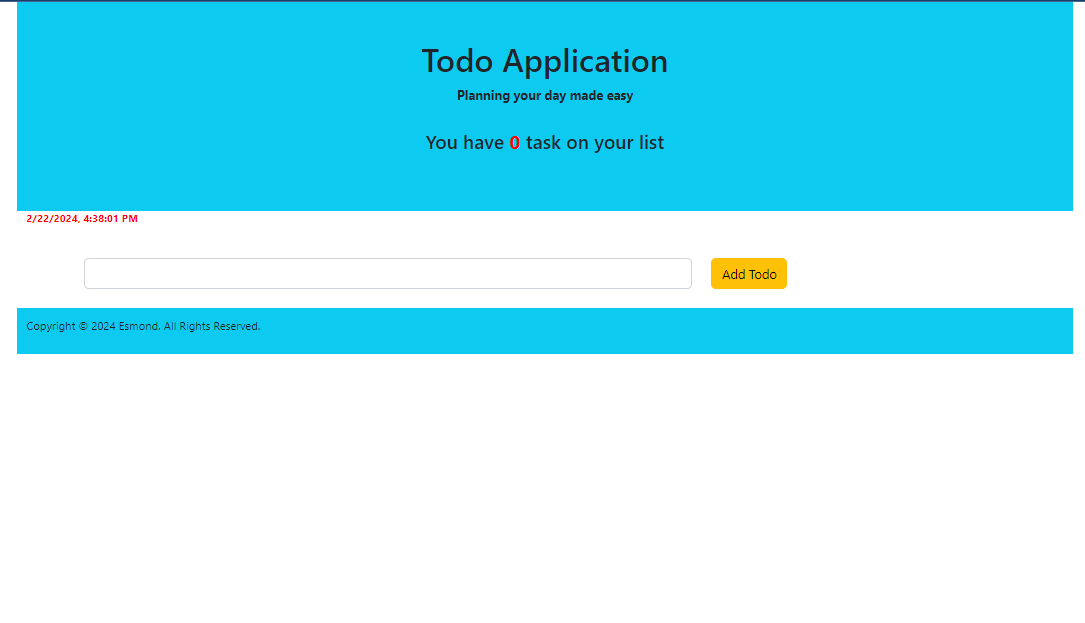 Todo Application
Planning your day made easy
You have 0 task on your list
2/22/2024, 4:38:01 PM
Add Todo
Copyright © 2024 Esmond. All Rights Reserved.